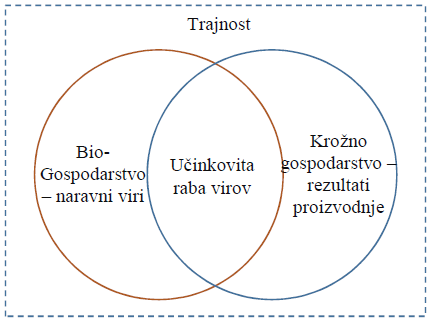 Trajnost
Bio-
Gospodarstvo
– naravni viri
Učinkovita
raba virov
Krožno
gospodarstvo –
rezultati
proizvodnje